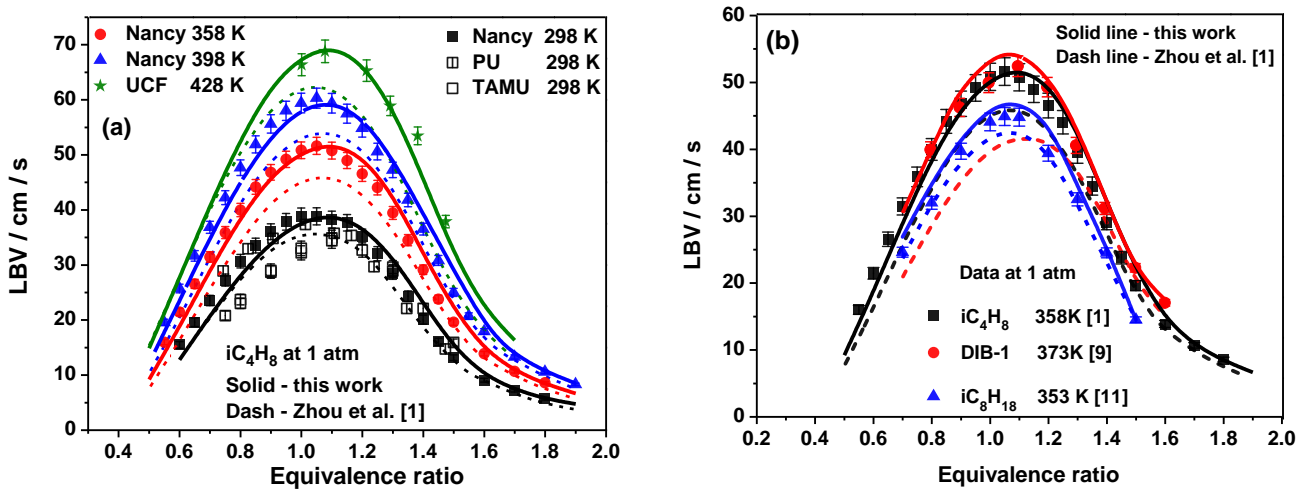 Nancy 358 K
Nancy 398 K
UCF 428 K
Nancy 298 K
PU 298 K
TAMU 298 K
(a)
iC4H8 at 1 atm
Solid - this work
Dash - Zhou et al. [1]
LBV / cm / s
70
60
50
40
30
20
10
0
0.4 0.6 0.8 1.0 1.2 1.4 1.6 1.8 2.0
Equivalence ratio
(b)
Solid line - this work
Dash line - Zhou et al. [1]
Data at 1 atm
iC4H8 358K [1]
DIB-1 373K [9]
iC8H18 353 K [11]
LBV / cm / s
60
50
40
30
20
10
0
0.2 0.4 0.6 0.8 1.0 1.2 1.4 1.6 1.8 2.0
Equivalence ratio